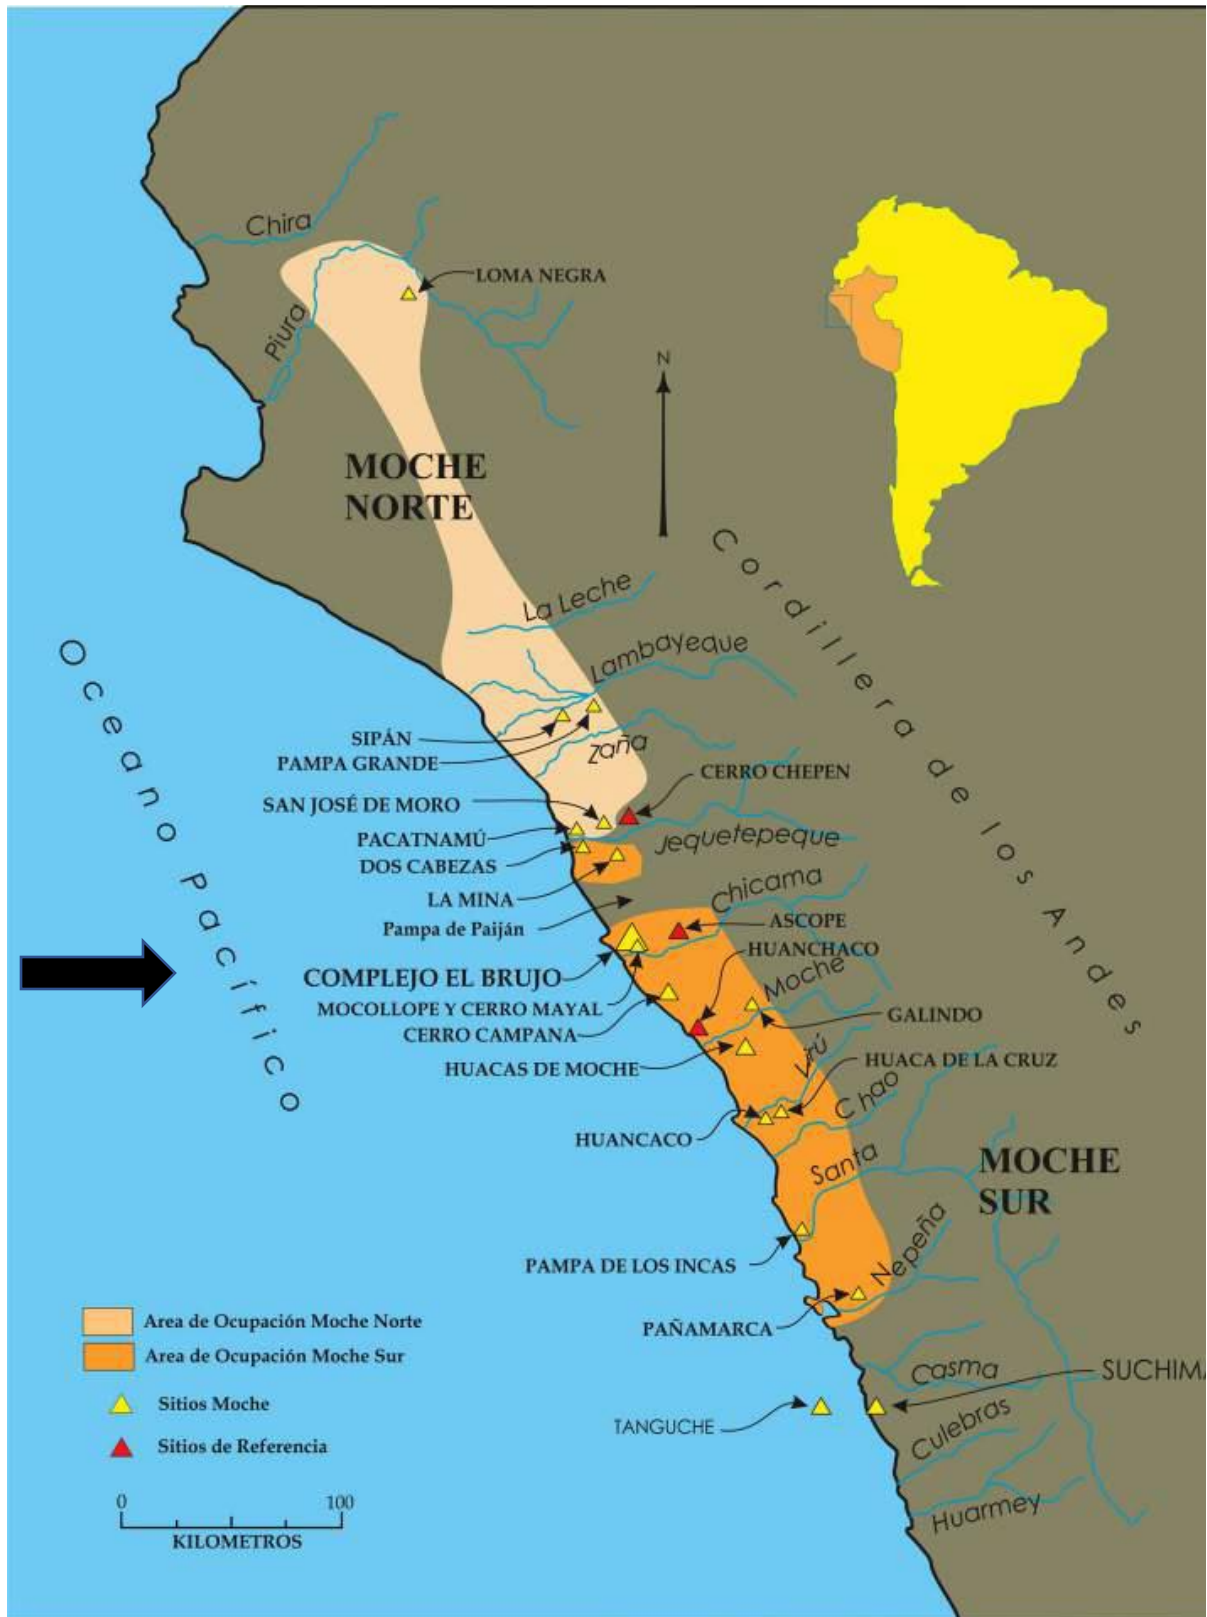 Chira
LOMA NEGRA
Piura
N
MOCHE
NORTE
Cordillera de los Andes
La Leche
Lambayeque
Oceano Pacífico
SIPÁN
Zaña
PAMPA GRANDE
CERRO CHEPEN
SAN JOSÉ DE MORO
PACATNAMÚ
Jequetepeque
DOS CABEZAS
Chicama
LA MINA
ASCOPE
Pampa de Paiján
HUANCHACO
COMPLEJO EL BRUJO
Moche
MOCOLLOPE Y CERRO MAYAL
GALINDO
CERRO CAMPANA
Virú
HUACA DE LA CRUZ
HUACAS DE MOCHE
Chao
HUANCACO
Santa
MOCHE
SUR
Nepeña
PAMPA DE LOS INCAS
Area de Ocupación Moche Norte
PAÑAMARCA
Area de Ocupación Moche Sur
Casma
SUCHIMA
Sitios Moche
TANGUCHE
Culebras
Sitios de Referencia
0 100
Huarmey
KILOMETROS